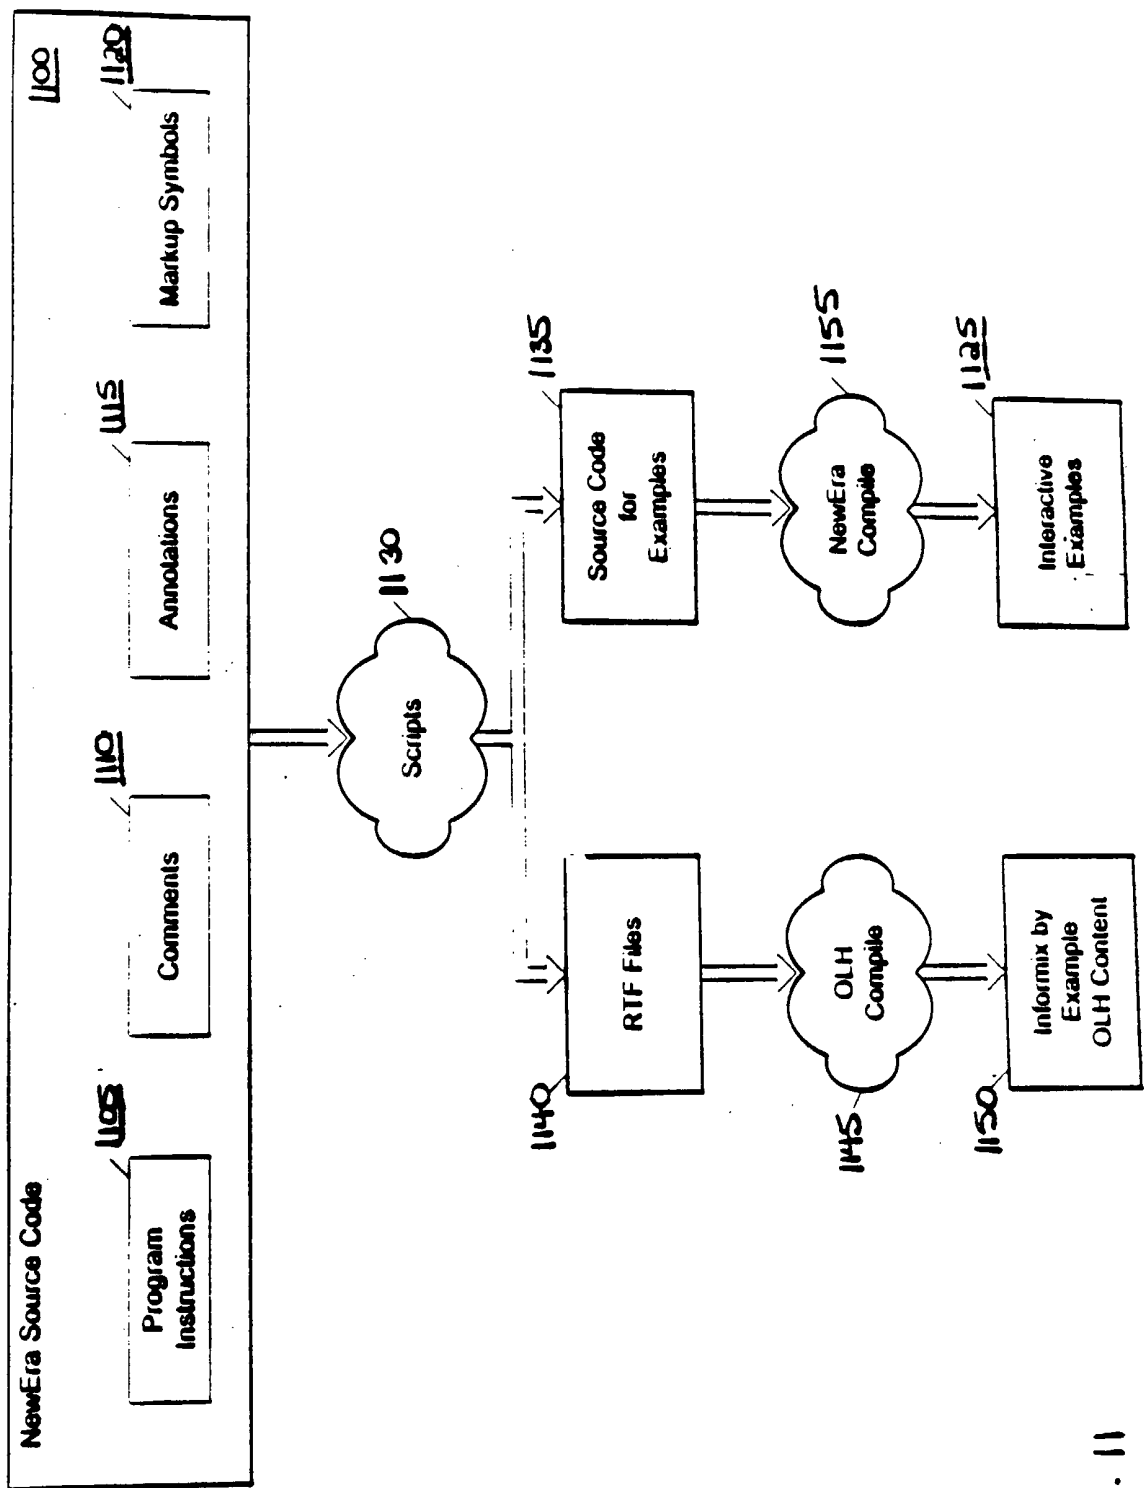 NewEra Source Code
1100
1105
1110
1115
1120
Program
Instructions
Comments
Annotations
Markup Symbols
Scripts
1130
1140
RTF Files
1135
Source Code
for
Examples
1145
OLH
Compile
1155
NewEra
Compile
1150
Informix by
Example
OLH Content
1125
Interactive
Examples
. 11